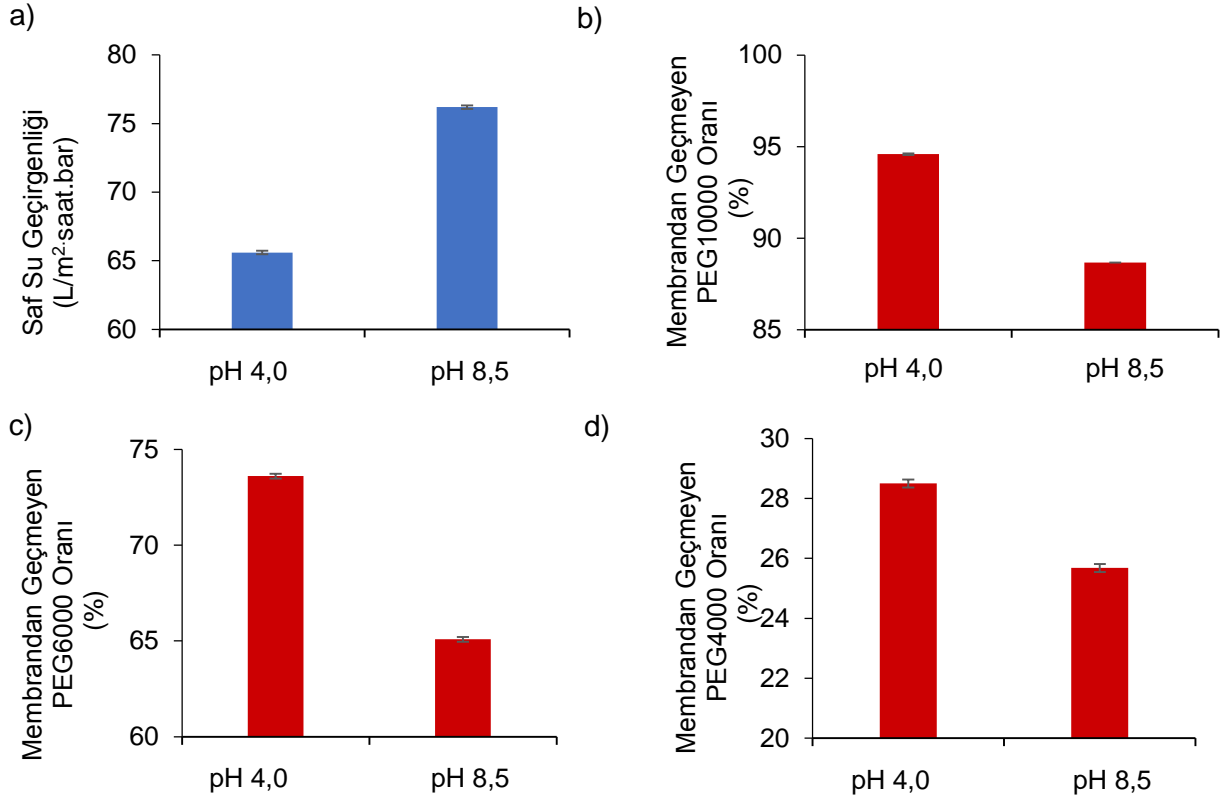 a)
Saf Su Geçirgenliği
(L/m²·saat.bar)
80
75
70
65
60
pH 4,0
pH 8,5
b)
Membrandan Geçmeyen
PEG10000 Oranı
(%)
100
95
90
85
pH 4,0
pH 8,5
c)
Membrandan Geçmeyen
PEG6000 Oranı
(%)
75
70
65
60
pH 4,0
pH 8,5
d)
Membrandan Geçmeyen
PEG4000 Oranı
(%)
30
28
26
24
22
20
pH 4,0
pH 8,5